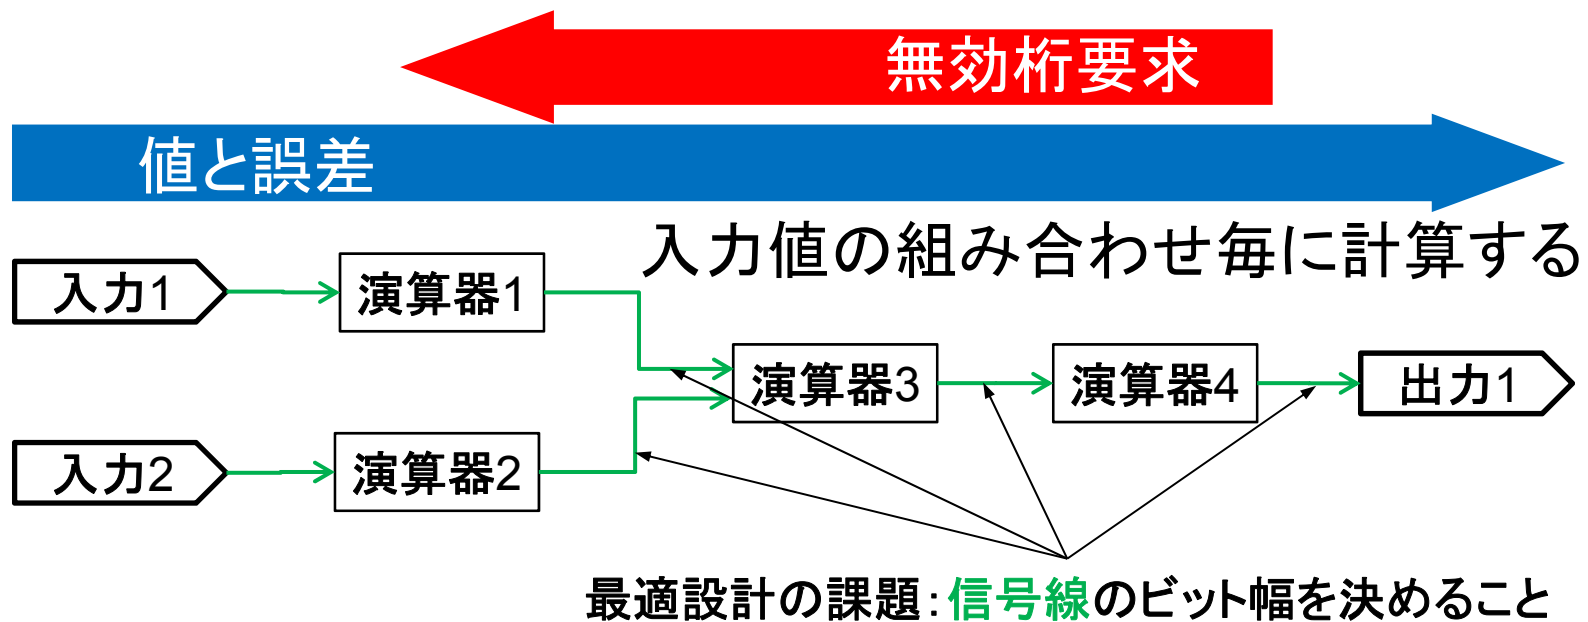 無効桁要求
値と誤差
入力値の組み合わせ毎に計算する
入力1
演算器1
演算器3
演算器4
出力1
入力2
演算器2
最適設計の課題：信号線のビット幅を決めること